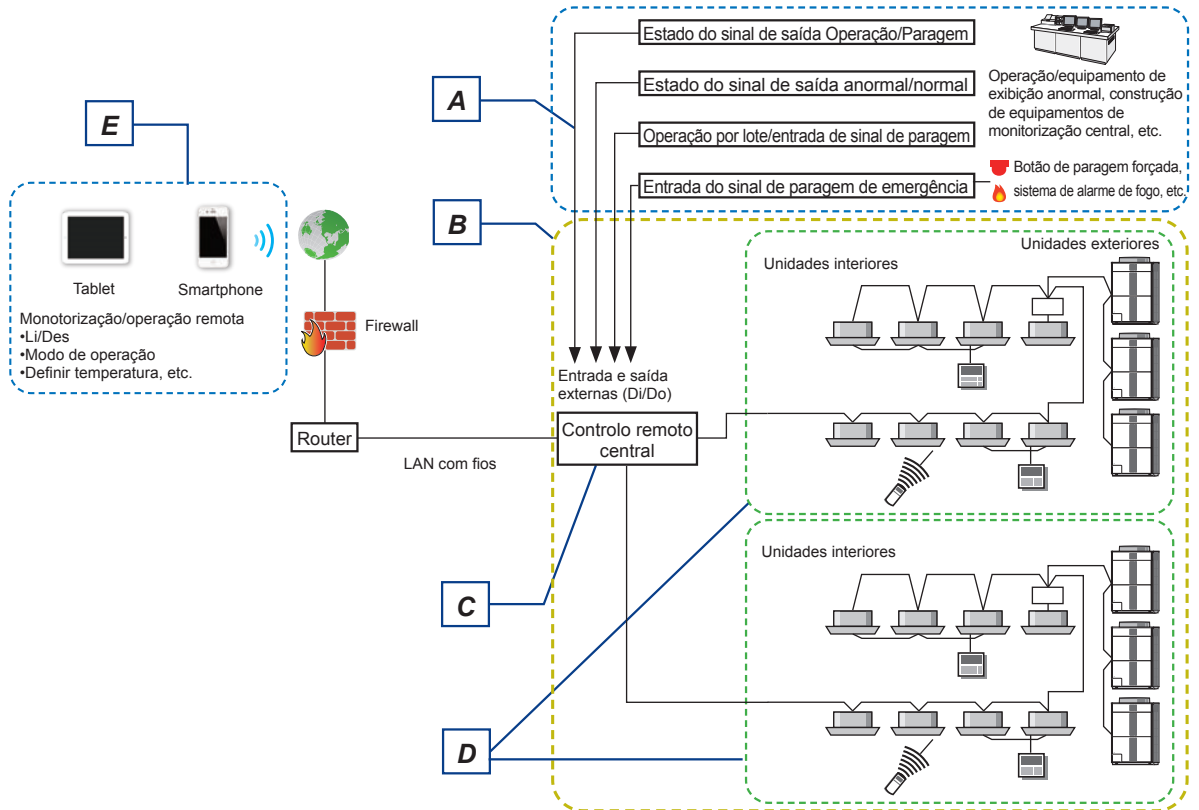 Estado do sinal de saída Operação/Paragem
Estado do sinal de saída anormal/normal
Operação por lote/entrada de sinal de paragem
Entrada do sinal de paragem de emergência
Operação/equipamento de
exibição anormal, construção
de equipamentos de
monitorização central, etc.
Botão de paragem forçada,
sistema de alarme de fogo, etc.
A
E
B
Tablet
Smartphone
Monotorização/operação remota
•Li/Des
•Modo de operação
•Definir temperatura, etc.
Firewall
Router
LAN com fios
Entrada e saída
externas (Di/Do)
Controlo remoto
central
Unidades exteriores
Unidades interiores
C
D
Unidades interiores